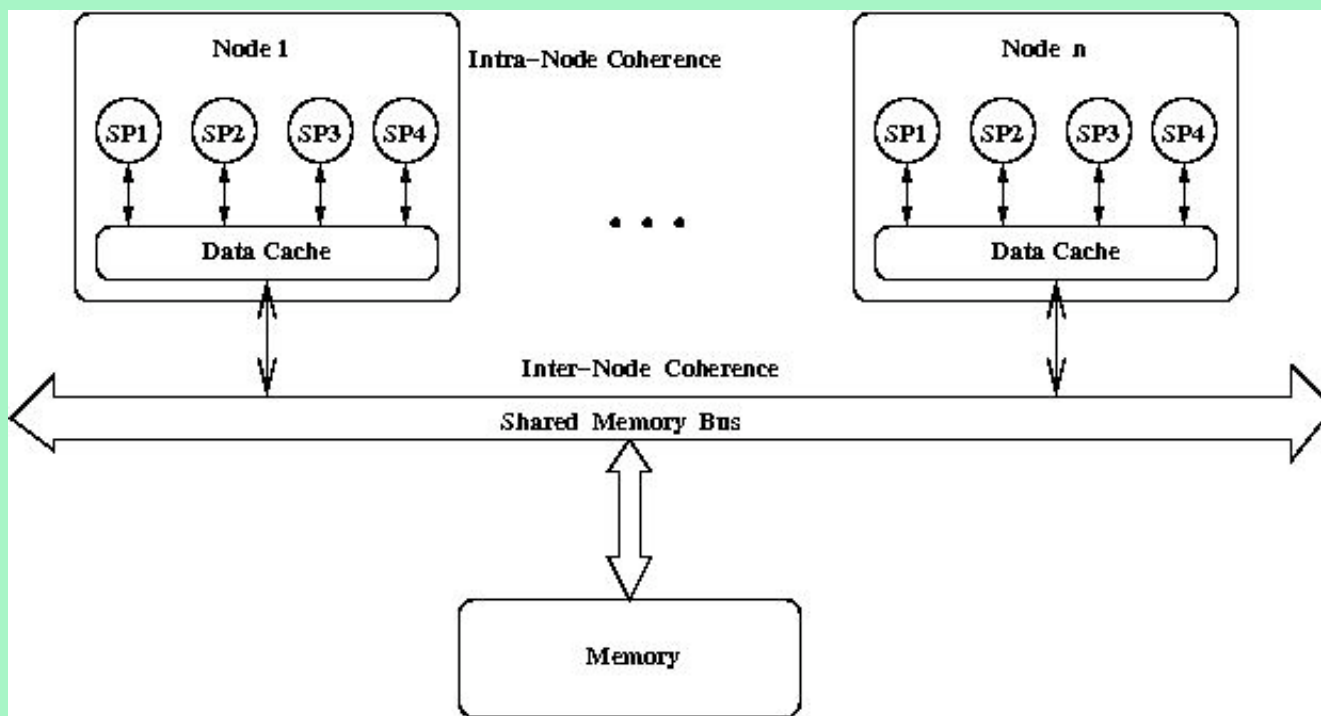 Node 1
Intra-Node Coherence
Node n
SP1 SP2 SP3 SP4
SP1 SP2 SP3 SP4
Data Cache
Data Cache
Inter-Node Coherence
Shared Memory Bus
Memory